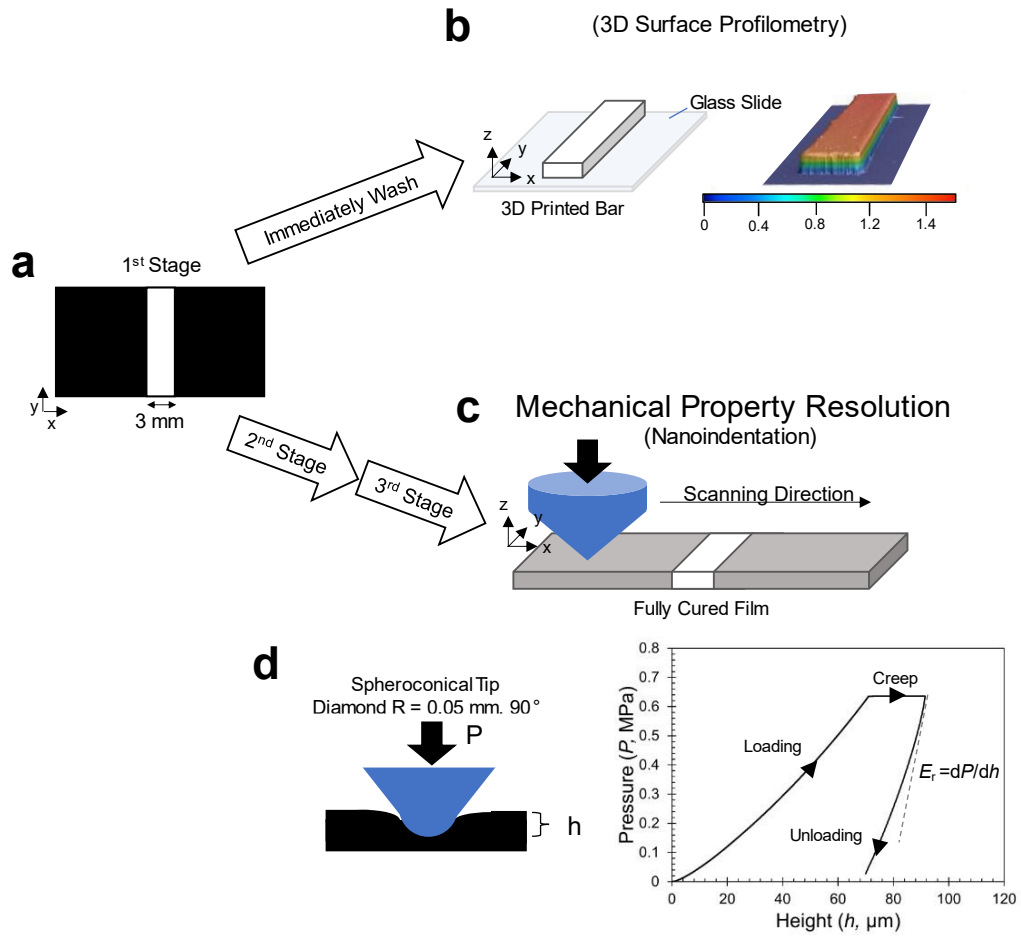 b
(3D Surface Profilometry)
Glass Slide
z
y
x
3D Printed Bar
0
0.4
0.8
1.2
1.4
Immediately Wash
a
1st Stage
y
x
3 mm
2nd Stage
3rd Stage
c
Mechanical Property Resolution
(Nanoindentation)
Scanning Direction
z
y
x
Fully Cured Film
d
Spheroconical Tip
Diamond R = 0.05 mm. 90°
P
h
0.8
0.7
0.6
0.5
0.4
0.3
0.2
0.1
0
Pressure (P, MPa)
Creep
Loading
Er =dP/dh
Unloading
0 20 40 60 80 100 120
Height (h, µm)